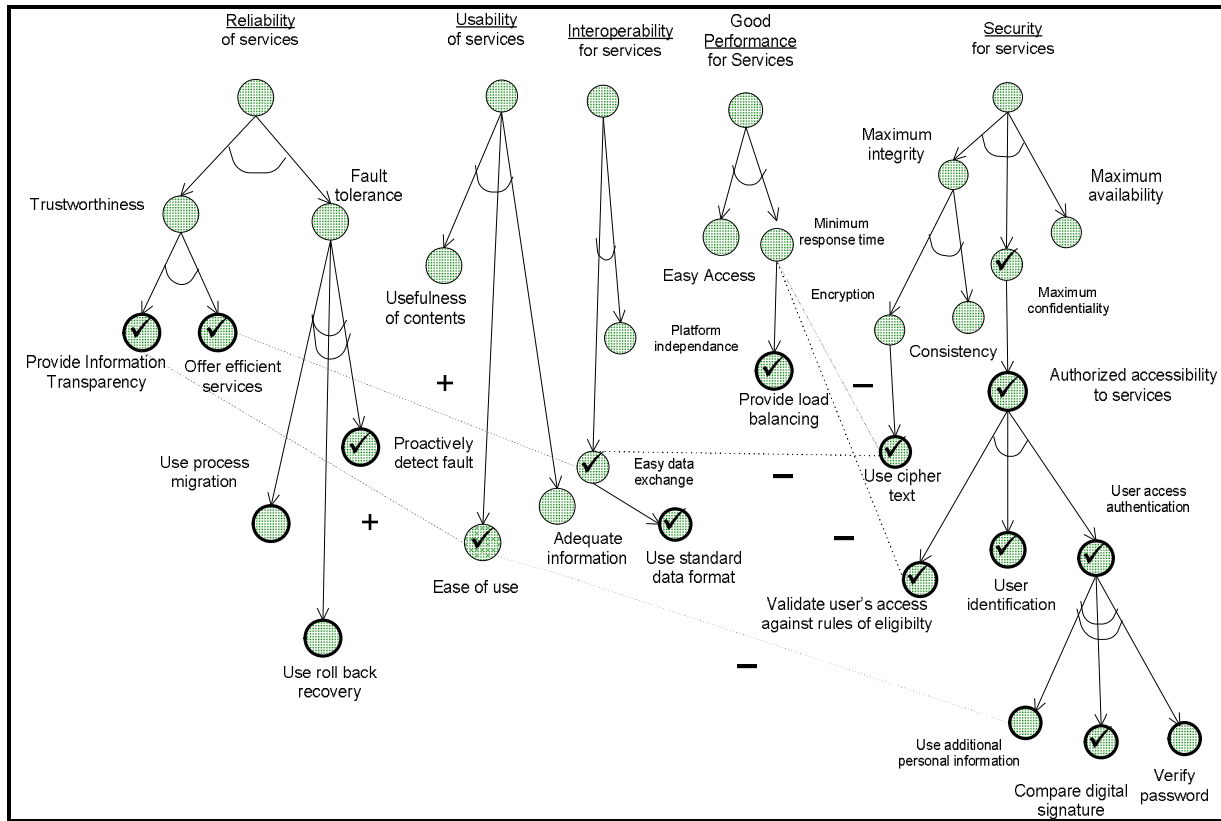 Reliability
of services
Usability
of services
Interoperability
for services
Good
Performance
for Services
Security
for services
Trustworthiness
Fault
tolerance
Maximum
integrity
Maximum
availability
Usefulness
of contents
Easy Access
Minimum
response time
Encryption
Maximum
confidentiality
Platform
independance
Consistency
Provide Information
Transparency
Offer efficient
services
+
Provide load
balancing
–
Authorized accessibility
to services
Use process
migration
Proactively
detect fault
Easy data
exchange
–
Use cipher
text
User access
authentication
+
Adequate
information
Use standard
data format
–
Ease of use
Validate user's access
against rules of eligibilty
User
identification
Use roll back
recovery
–
Use additional
personal information
Compare digital
signature
Verify
password